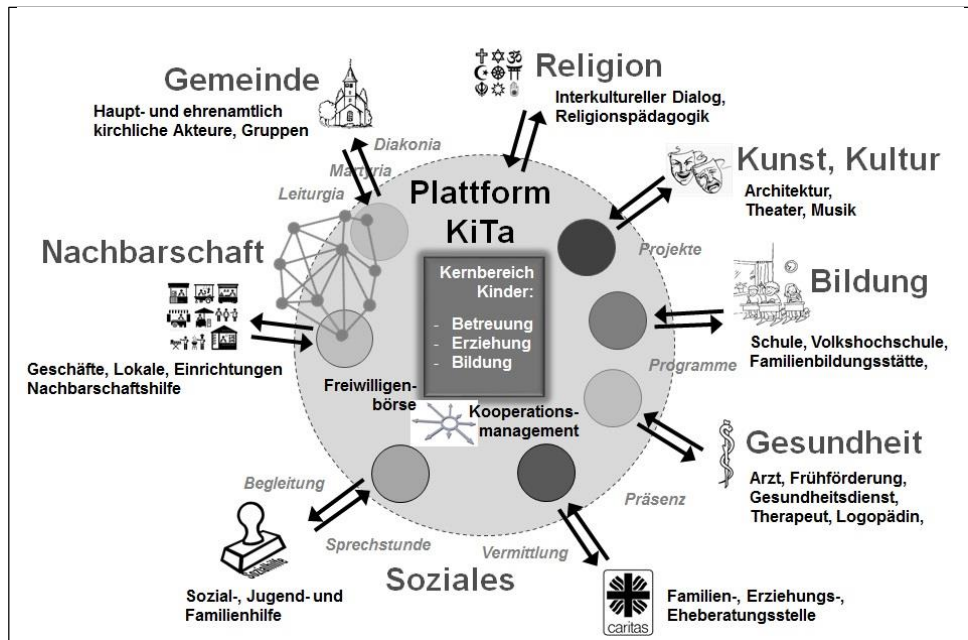 Gemeinde
Haupt- und ehrenamtlich
kirchliche Akteure, Gruppen
Religion
Interkultureller Dialog,
Religionspädagogik
Diakonia
Martyria
Leiturgia
Plattform
KiTa
Kunst, Kultur
Architektur,
Theater, Musik
Projekte
Nachbarschaft
Geschäfte, Lokale, Einrichtungen
Nachbarschaftshilfe
Kernbereich
Kinder:
- Betreuung
- Erziehung
- Bildung
Bildung
Schule, Volkshochschule,
Familienbildungsstätte,
Programme
Freiwilligen-
börse
Kooperations-
management
Gesundheit
Arzt, Frühförderung,
Gesundheitsdienst,
Therapeut, Logopädin,
Präsenz
Begleitung
Sprechstunde
Vermittlung
Sozialhilfe
Sozial-, Jugend- und
Familienhilfe
Soziales
caritas
Familien-, Erziehungs-,
Eheberatungsstelle